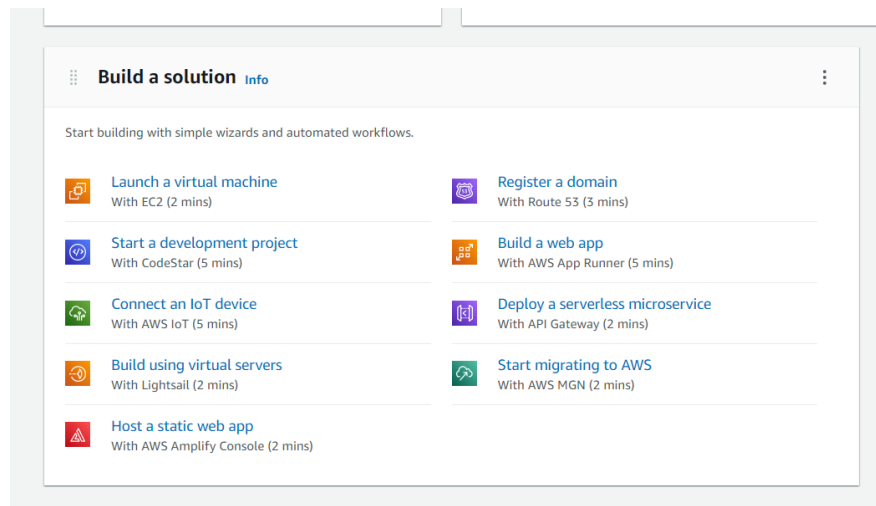 Build a solution Info
Start building with simple wizards and automated workflows.
Launch a virtual machine
With EC2 (2 mins)
Register a domain
With Route 53 (3 mins)
Start a development project
With CodeStar (5 mins)
Build a web app
With AWS App Runner (5 mins)
Connect an IoT device
With AWS IoT (5 mins)
Deploy a serverless microservice
With API Gateway (2 mins)
Build using virtual servers
With Lightsail (2 mins)
Start migrating to AWS
With AWS MGN (2 mins)
Host a static web app
With AWS Amplify Console (2 mins)